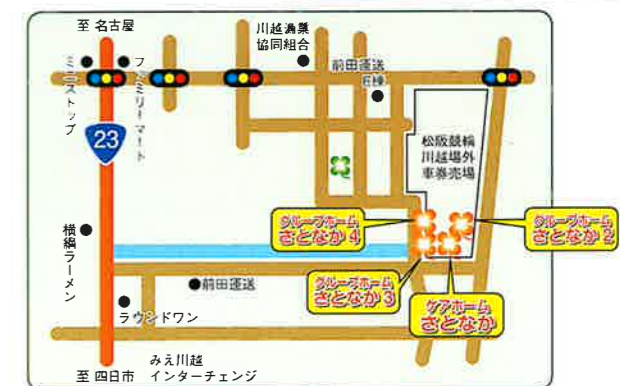 至 名古屋
ミニストップ
ファミリーマート
川越漁業
協同組合
前田運送
E棟
23
松阪競輪
川越場外
車券売場
グループホーム
さとなか4
グループホーム
さとなか2
横綱ラーメン
グループホーム
さとなか3
ケアホーム
さとなか
前田運送
ラウンドワン
至 四日市
みえ川越
インターチェンジ